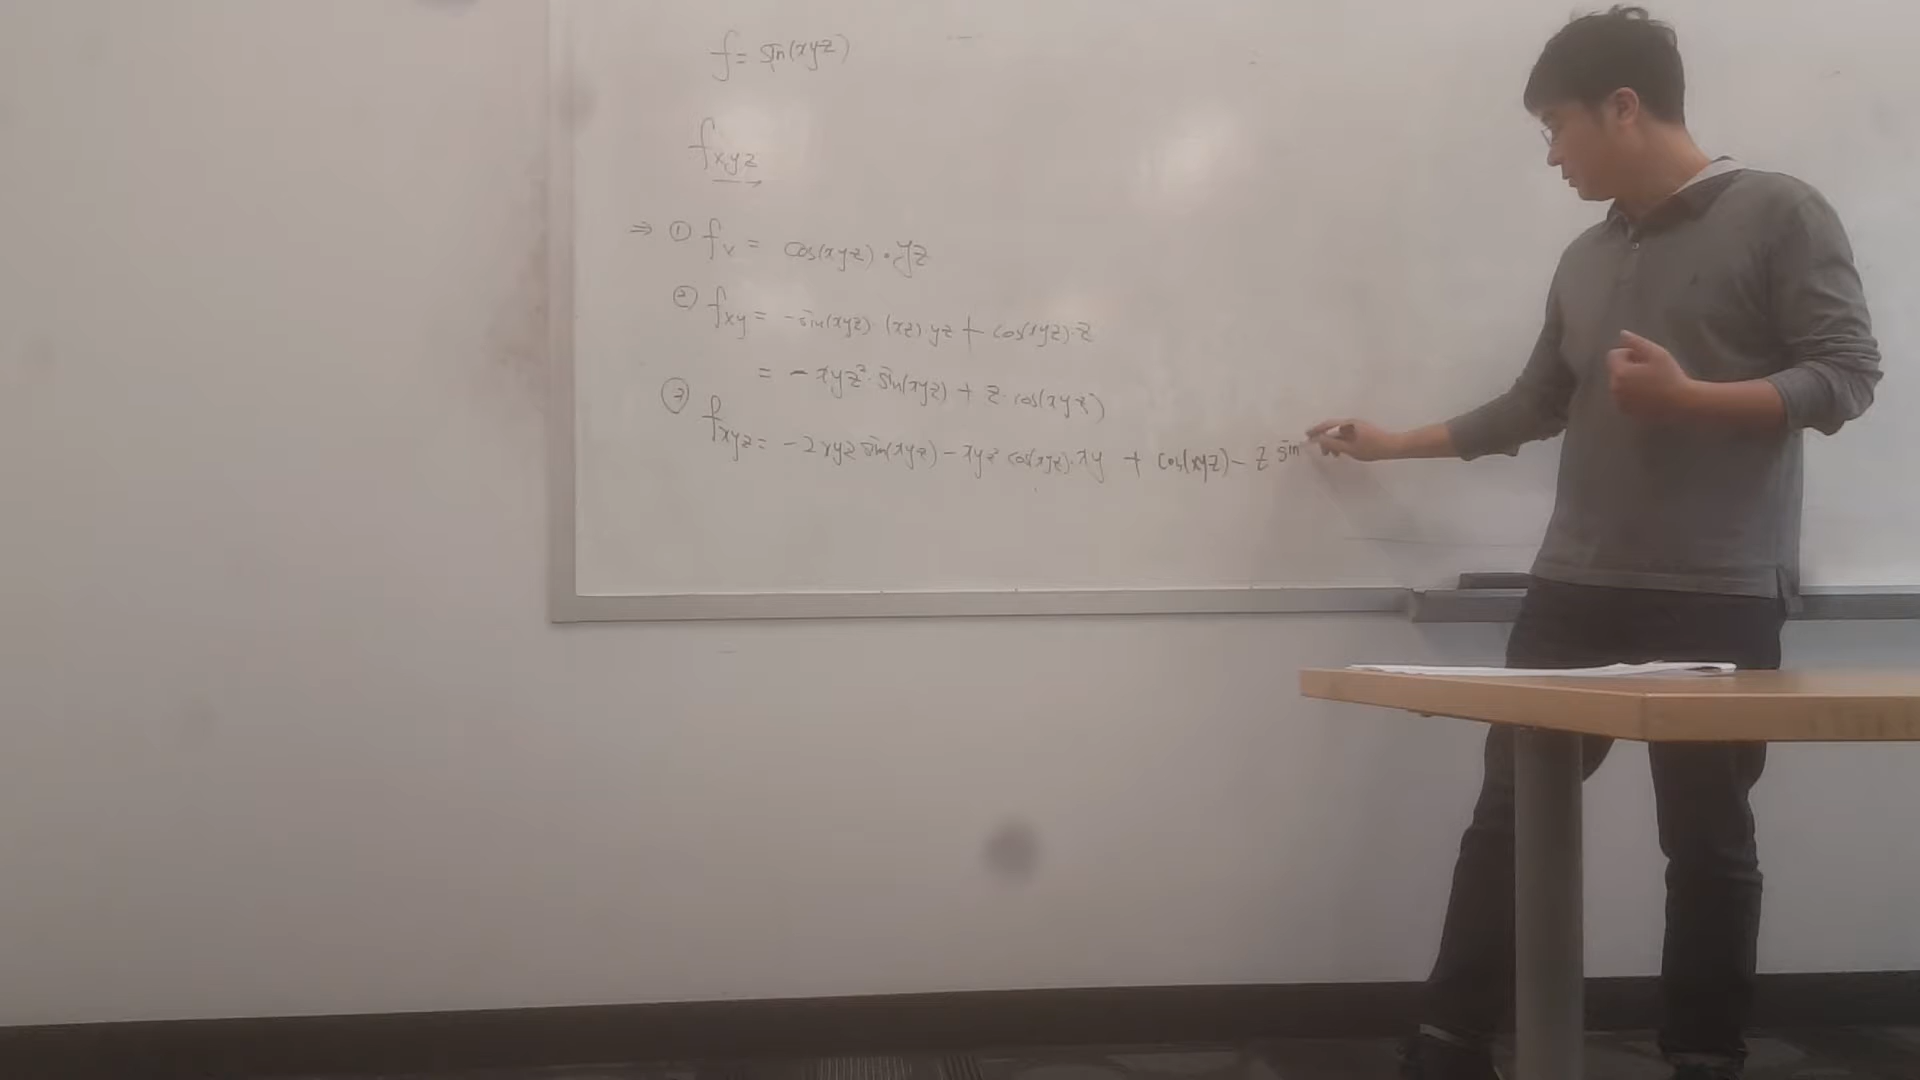 f = sin(xyz)
f_xyz
⇒ ① f_x = cos(xyz) · yz
② f_xy = -sin(xyz) · (xz) · yz + cos(xyz) · z
= -xyz² · sin(xyz) + z · cos(xyz)
③ f_xyz = -2xyz sin(xyz) - xyz² cos(xyz) · xy + cos(xyz) - z sin